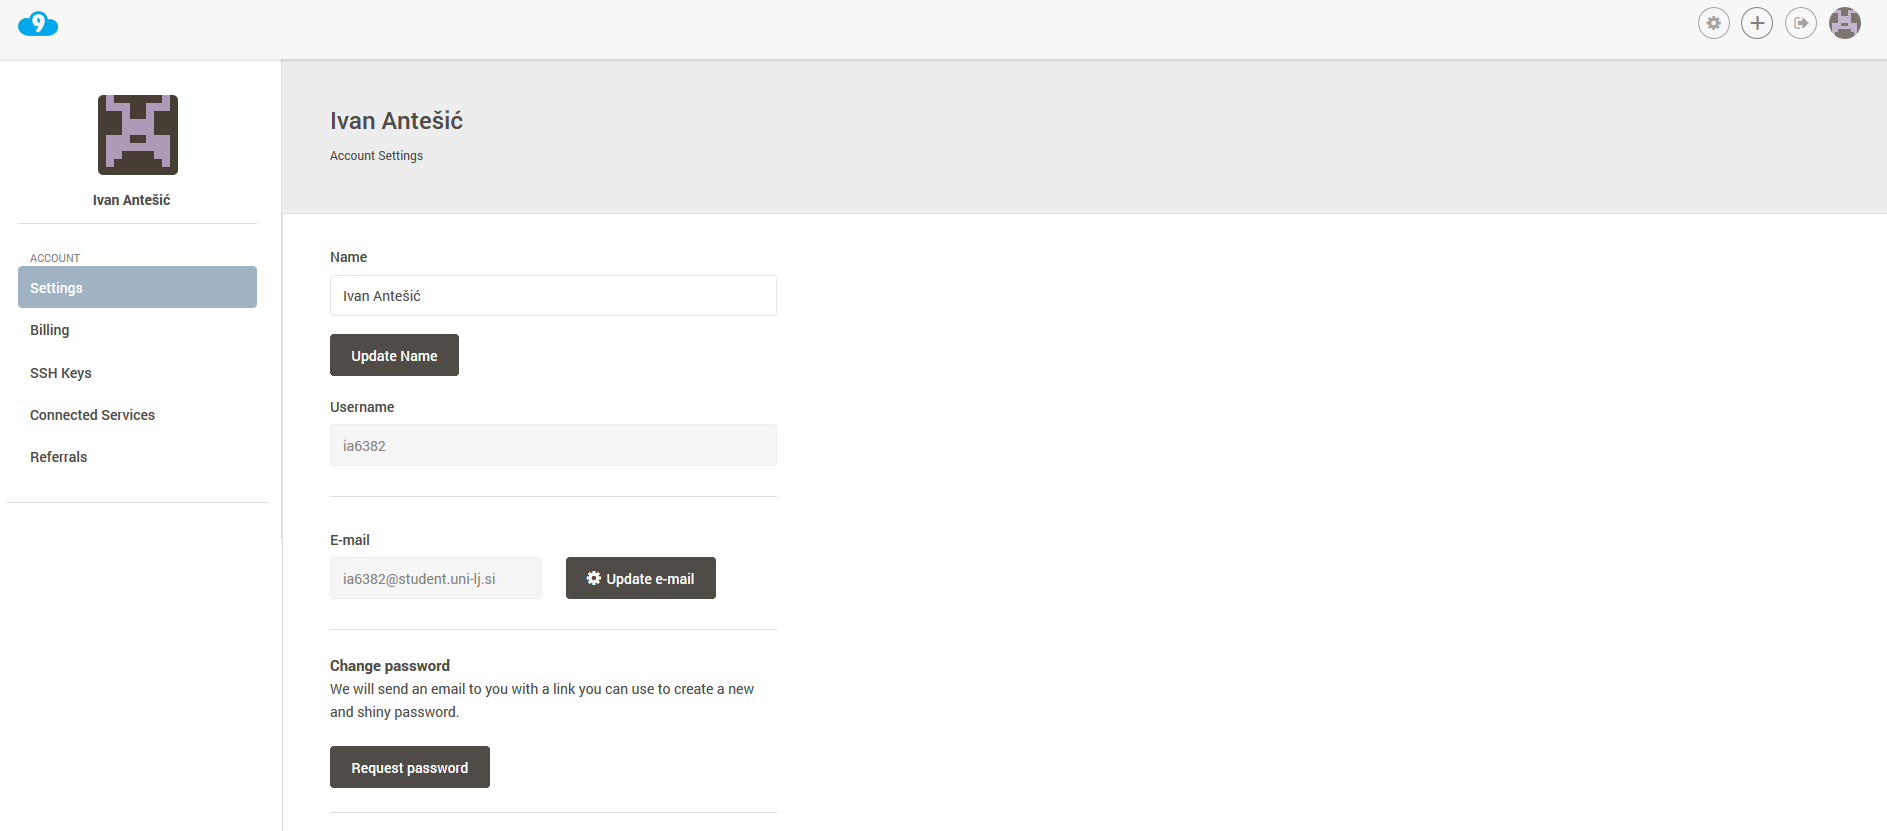 9
Ivan Antešić
ACCOUNT
Settings
Billing
SSH Keys
Connected Services
Referrals
Ivan Antešić
Account Settings
Name
Ivan Antešić
Update Name
Username
ia6382
E-mail
ia6382@student.uni-lj.si
Update e-mail
Change password
We will send an email to you with a link you can use to create a new
and shiny password.
Request password